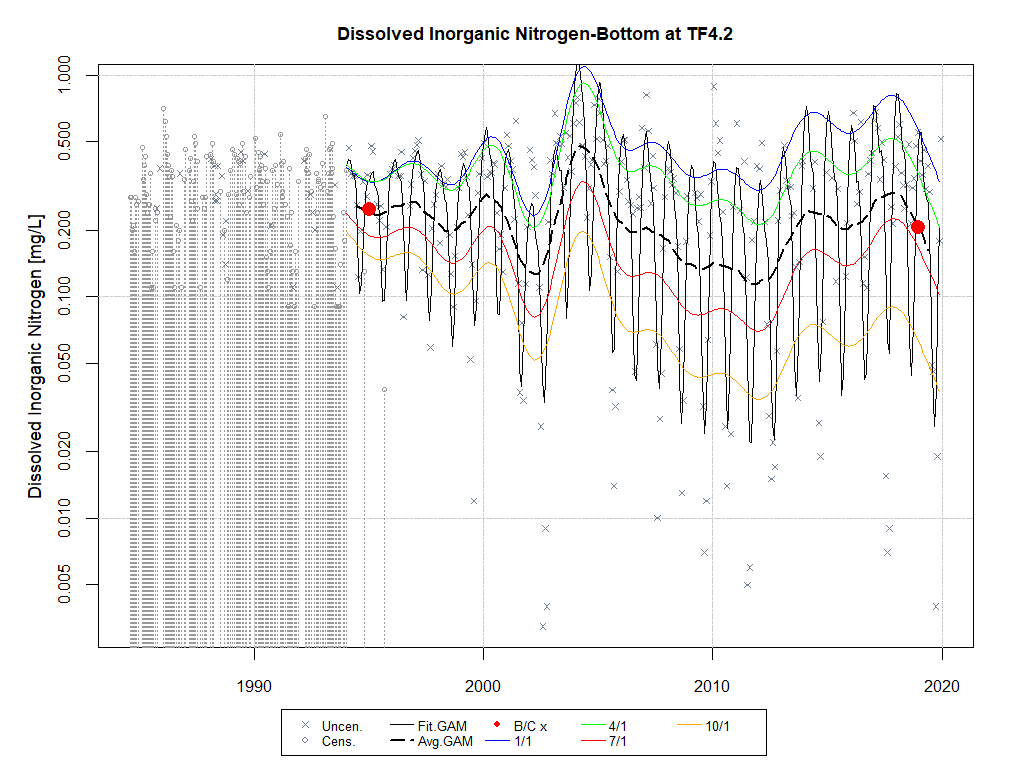 Dissolved Inorganic Nitrogen-Bottom at TF4.2
Dissolved Inorganic Nitrogen [mg/L]
1.000
0.500
0.200
0.100
0.050
0.020
0.010
0.005
1990 2000 2010 2020
Uncen. Fit.GAM B/C x 4/1 10/1
Cens. Avg.GAM 1/1 7/1